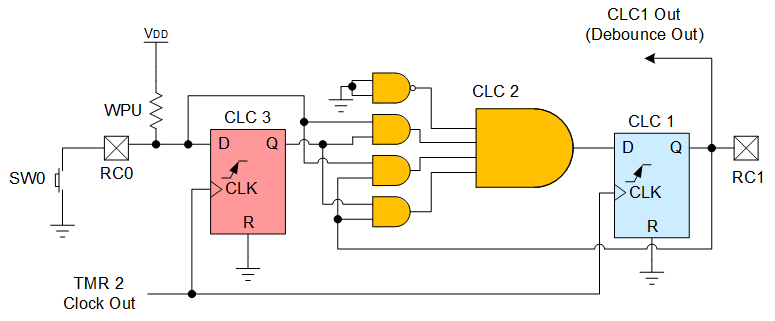 CLC1 Out
(Debounce Out)
VDD
WPU
CLC 2
CLC 3
CLC 1
D
Q
D
Q
RC0
RC1
SW0
CLK
CLK
R
R
TMR 2
Clock Out